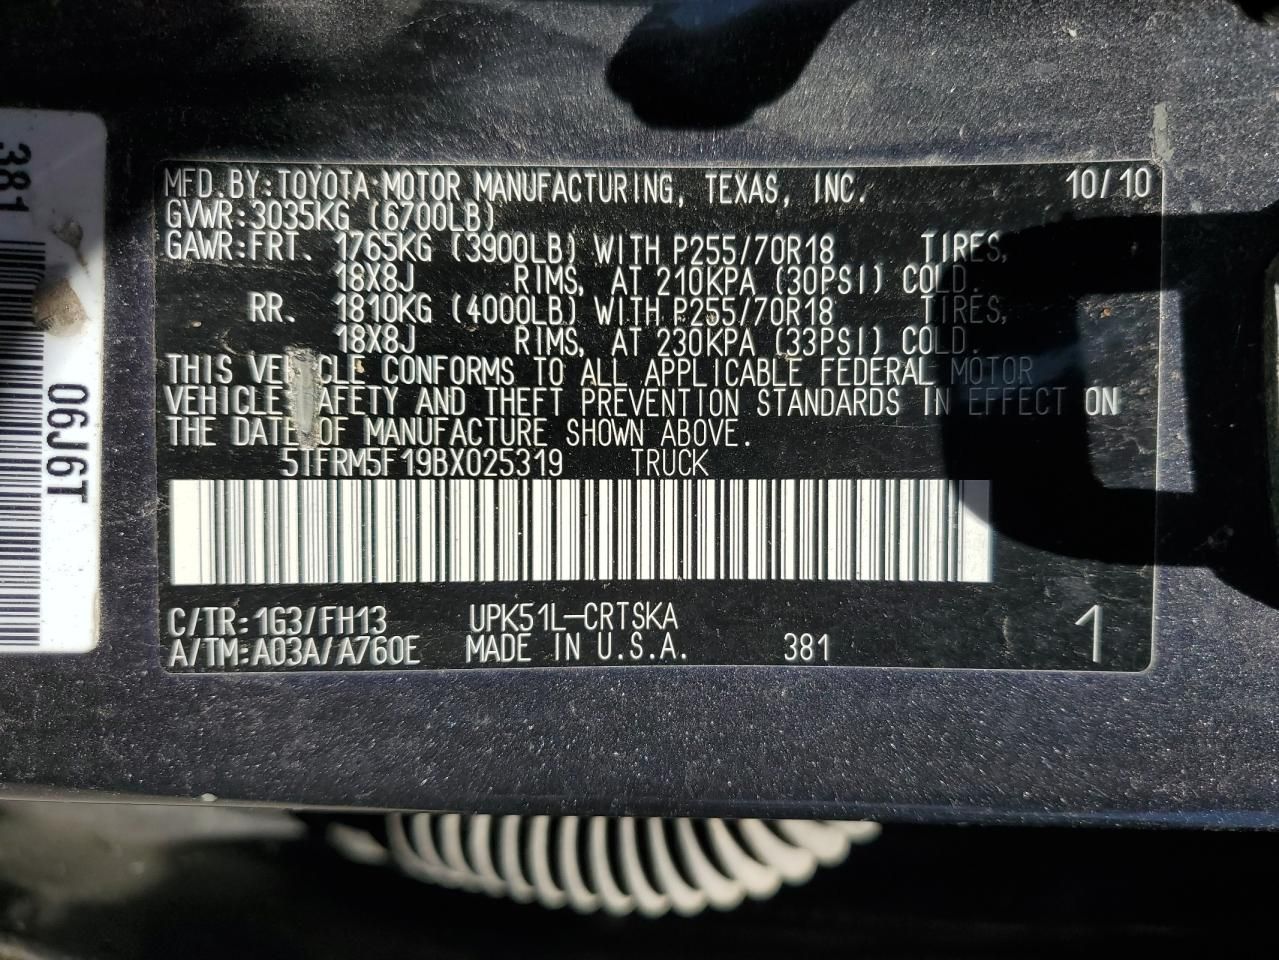 MFD.BY:TOYOTA MOTOR MANUFACTURING, TEXAS, INC. 10/10
GVWR:3035KG (6700LB)
GAWR:FRT. 1765KG (3900LB) WITH P255/70R18 TIRES,
18X8J RIMS, AT 210KPA (30PSI) COLD.
RR. 1810KG (4000LB) WITH P255/70R18 TIRES,
18X8J RIMS, AT 230KPA (33PSI) COLD.
THIS VEHICLE CONFORMS TO ALL APPLICABLE FEDERAL MOTOR
VEHICLE SAFETY AND THEFT PREVENTION STANDARDS IN EFFECT ON
THE DATE OF MANUFACTURE SHOWN ABOVE.
5TFRM5F19BX025319 TRUCK
C/TR:1G3/FH13 UPK51L-CRTSKA
A/TM:A03A/A760E MADE IN U.S.A. 381 1
381
06J6T